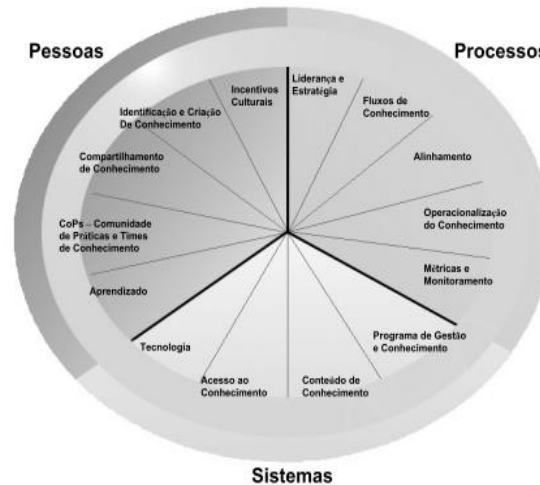 Pessoas
Processos
Incentivos
Culturais
Liderança e
Estratégia
Identificação e Criação
De Conhecimento
Fluxos de
Conhecimento
Compartilhamento
de Conhecimento
Alinhamento
CoPs – Comunidade
de Práticas e Times
de Conhecimento
Operacionalização
do Conhecimento
Aprendizado
Métricas e
Monitoramento
Tecnologia
Programa de Gestão
e Conhecimento
Acesso ao
Conhecimento
Conteúdo de
Conhecimento
Sistemas